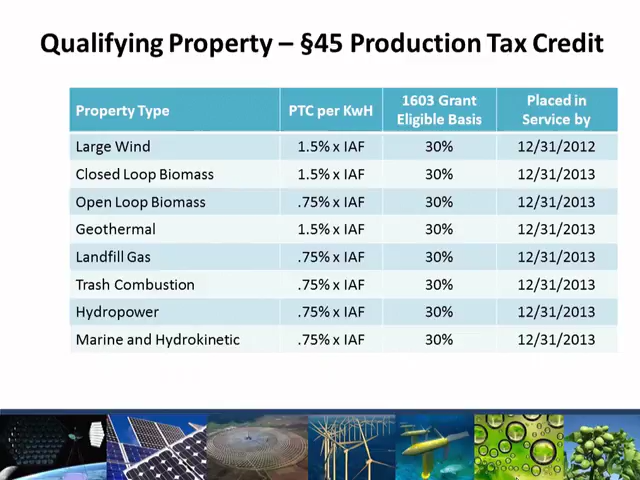 Qualifying Property – §45 Production Tax Credit
Property Type PTC per KwH 1603 Grant Eligible Basis Placed in Service by
Large Wind 1.5% x IAF 30% 12/31/2012
Closed Loop Biomass 1.5% x IAF 30% 12/31/2013
Open Loop Biomass .75% x IAF 30% 12/31/2013
Geothermal 1.5% x IAF 30% 12/31/2013
Landfill Gas .75% x IAF 30% 12/31/2013
Trash Combustion .75% x IAF 30% 12/31/2013
Hydropower .75% x IAF 30% 12/31/2013
Marine and Hydrokinetic .75% x IAF 30% 12/31/2013